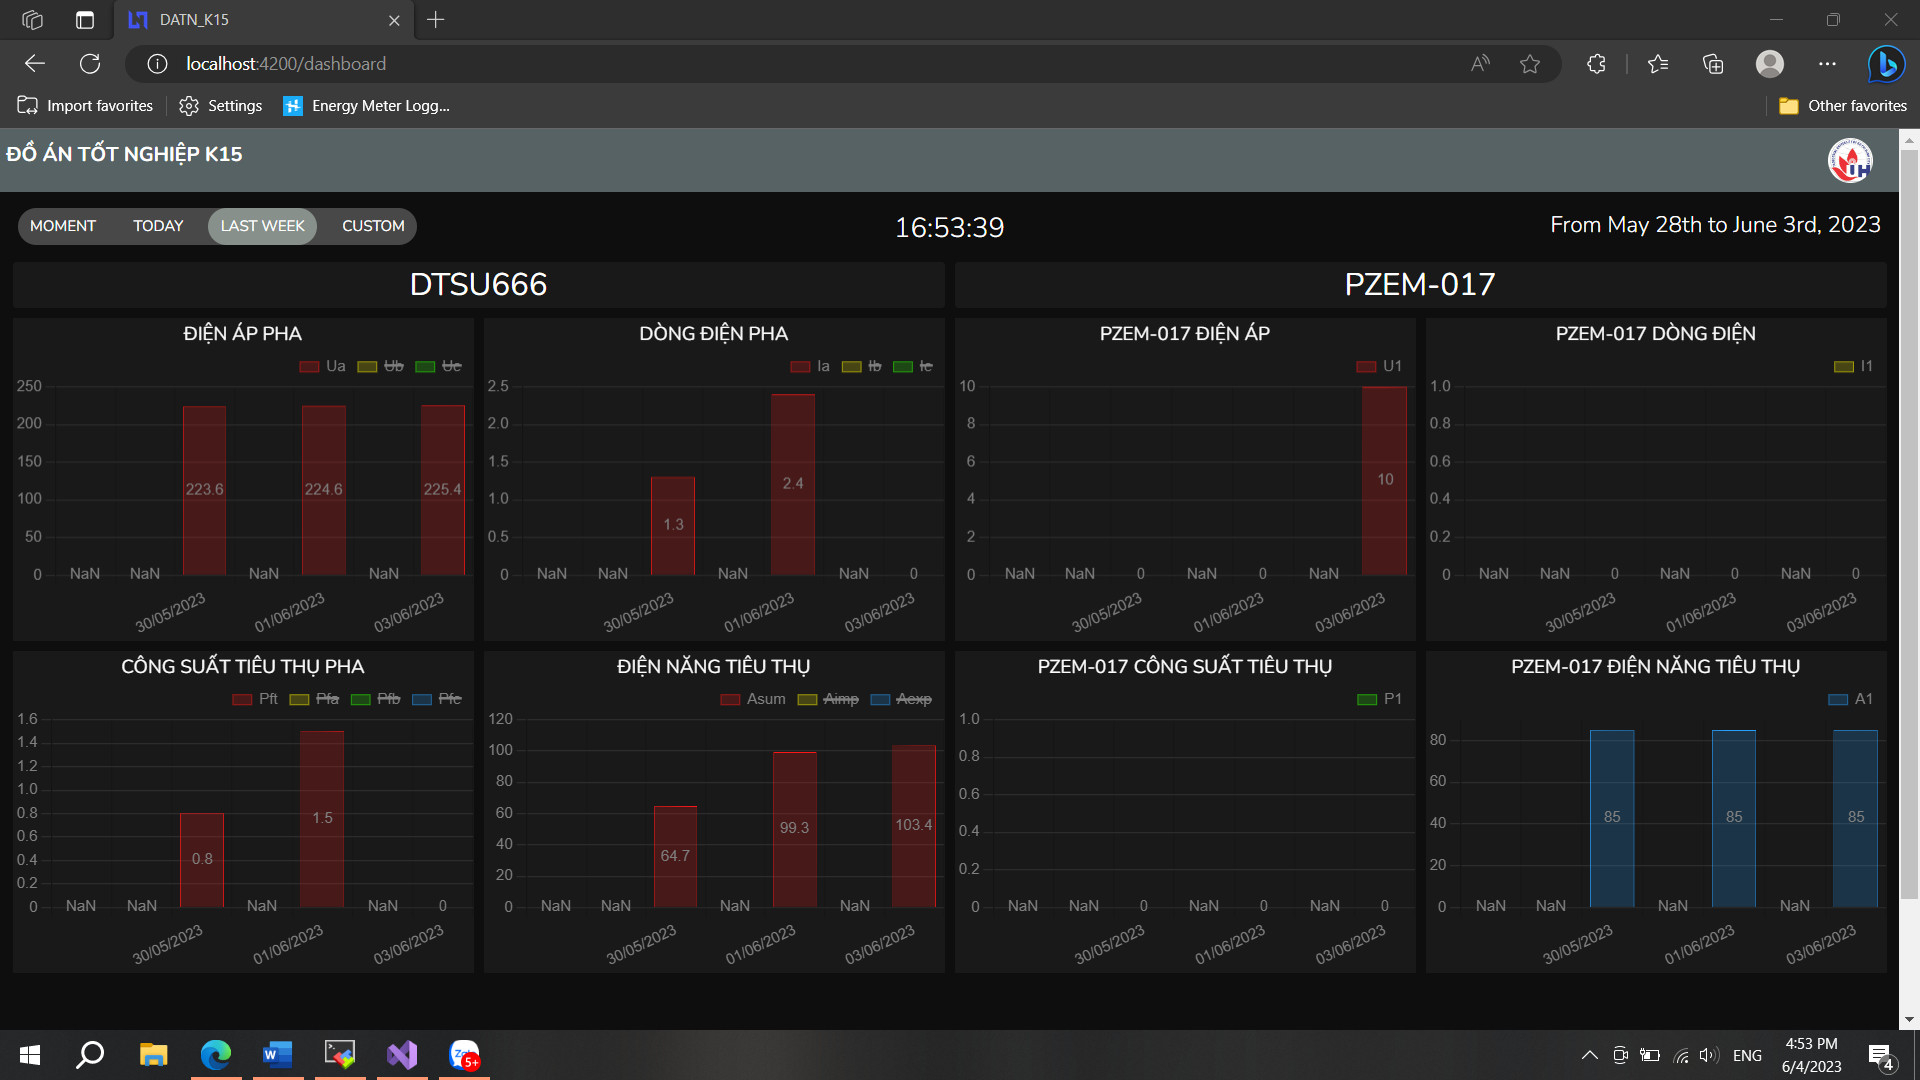 DATN_K15
localhost:4200/dashboard
Import favorites
Settings
Energy Meter Logg...
Other favorites
ĐỒ ÁN TỐT NGHIỆP K15
MOMENT TODAY LAST WEEK CUSTOM
16:53:39
From May 28th to June 3rd, 2023
DTSU666
PZEM-017
ĐIỆN ÁP PHA
Ua Ub Uc
250
200
150
100
50
0
223.6 224.6 225.4
NaN NaN NaN NaN
30/05/2023 01/06/2023 03/06/2023
DÒNG ĐIỆN PHA
Ia Ib Ic
2.5
2.0
1.5
1.0
0.5
0
1.3 2.4
NaN NaN NaN NaN 0
30/05/2023 01/06/2023 03/06/2023
PZEM-017 ĐIỆN ÁP
U1
10
8
6
4
2
0
10
NaN NaN 0 NaN 0 NaN
30/05/2023 01/06/2023 03/06/2023
PZEM-017 DÒNG ĐIỆN
I1
1.0
0.8
0.6
0.4
0.2
0
NaN NaN 0 NaN 0 NaN 0
30/05/2023 01/06/2023 03/06/2023
CÔNG SUẤT TIÊU THỤ PHA
Pft Pfa Pfb Pfc
1.6
1.4
1.2
1.0
0.8
0.6
0.4
0.2
0
0.8 1.5
NaN NaN NaN NaN 0
30/05/2023 01/06/2023 03/06/2023
ĐIỆN NĂNG TIÊU THỤ
Asum Aimp Aexp
120
100
80
60
40
20
0
64.7 99.3 103.4
NaN NaN NaN NaN
30/05/2023 01/06/2023 03/06/2023
PZEM-017 CÔNG SUẤT TIÊU THỤ
P1
1.0
0.8
0.6
0.4
0.2
0
NaN NaN 0 NaN 0 NaN 0
30/05/2023 01/06/2023 03/06/2023
PZEM-017 ĐIỆN NĂNG TIÊU THỤ
A1
80
60
40
20
0
85 85 85
NaN NaN NaN NaN
30/05/2023 01/06/2023 03/06/2023
5+
ENG
4:53 PM
6/4/2023
4